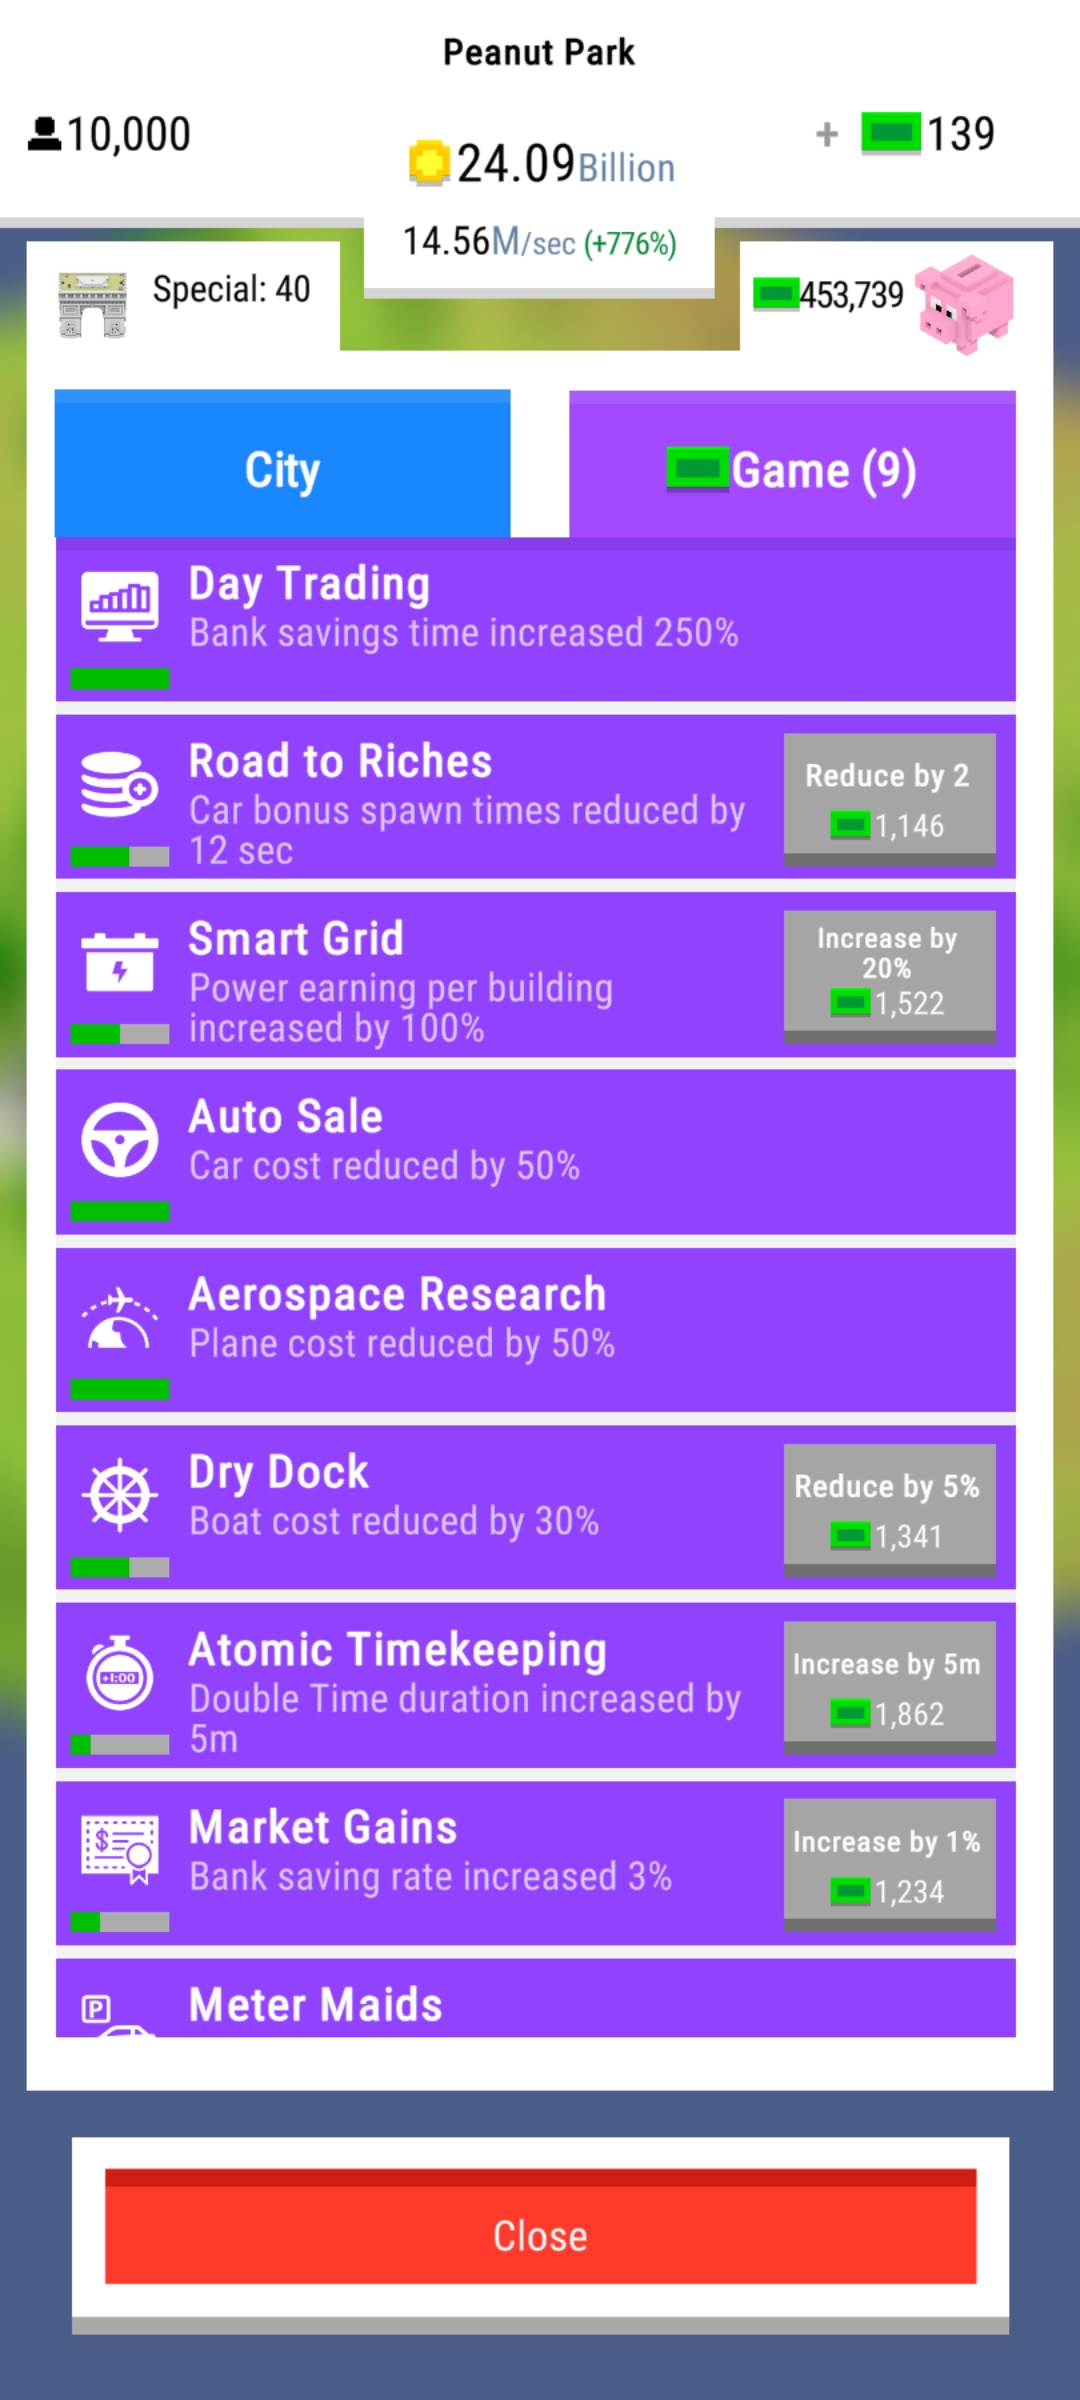 Peanut Park
10,000
24.09Billion
+ 139
14.56M/sec (+776%)
Special: 40
453,739
City
Game (9)
Day Trading
Bank savings time increased 250%
Road to Riches
Car bonus spawn times reduced by
12 sec
Reduce by 2
1,146
Smart Grid
Power earning per building
increased by 100%
Increase by
20%
1,522
Auto Sale
Car cost reduced by 50%
Aerospace Research
Plane cost reduced by 50%
Dry Dock
Boat cost reduced by 30%
Reduce by 5%
1,341
+1:00
Atomic Timekeeping
Double Time duration increased by
5m
Increase by 5m
1,862
$
Market Gains
Bank saving rate increased 3%
Increase by 1%
1,234
P
Meter Maids
Close